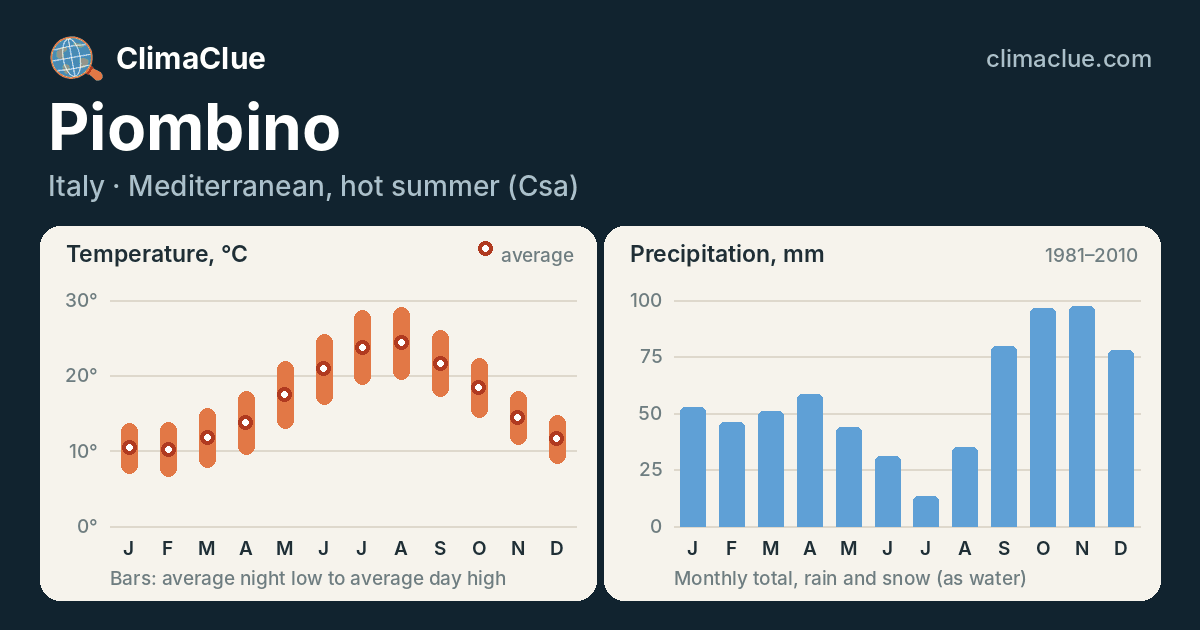 ClimaClue
climaclue.com
Piombino
Italy · Mediterranean, hot summer (Csa)
Temperature, °C
average
30°
20°
10°
0°
J F M A M J J A S O N D
Bars: average night low to average day high
Precipitation, mm
1981–2010
100
75
50
25
0
J F M A M J J A S O N D
Monthly total, rain and snow (as water)